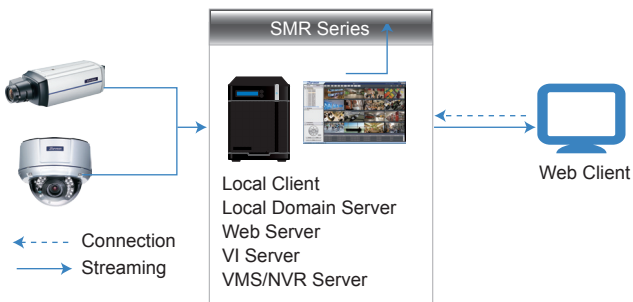 SMR Series
Local Client
Local Domain Server
Web Server
VI Server
VMS/NVR Server
Web Client
Connection
Streaming